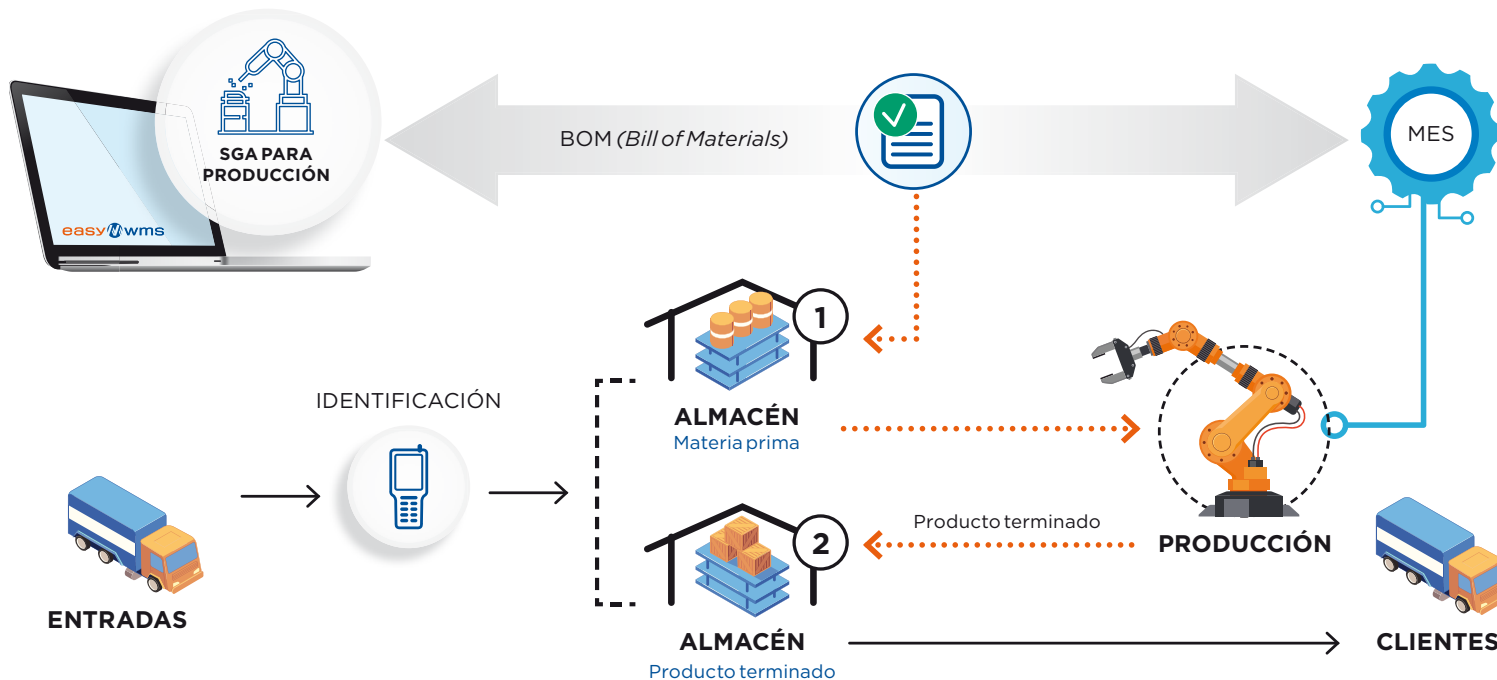 SGA PARA
PRODUCCIÓN
easy wms
BOM (Bill of Materials)
MES
1
ALMACÉN
Materia prima
IDENTIFICACIÓN
ENTRADAS
2
Producto terminado
PRODUCCIÓN
ALMACÉN
Producto terminado
CLIENTES